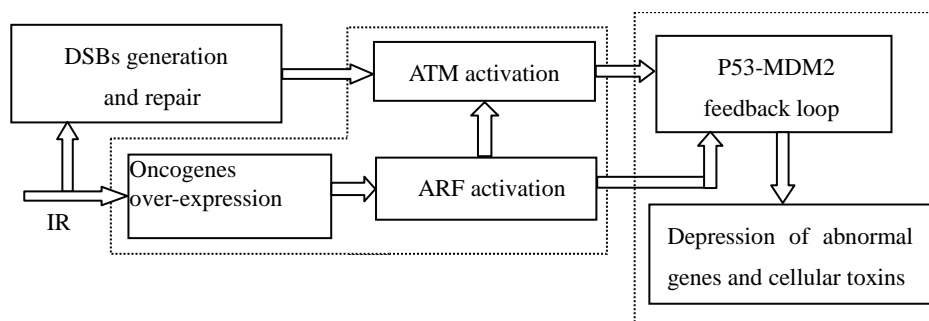 DSBs generation
and repair
ATM activation
P53-MDM2
feedback loop
Oncogenes
over-expression
ARF activation
IR
Depression of abnormal
genes and cellular toxins